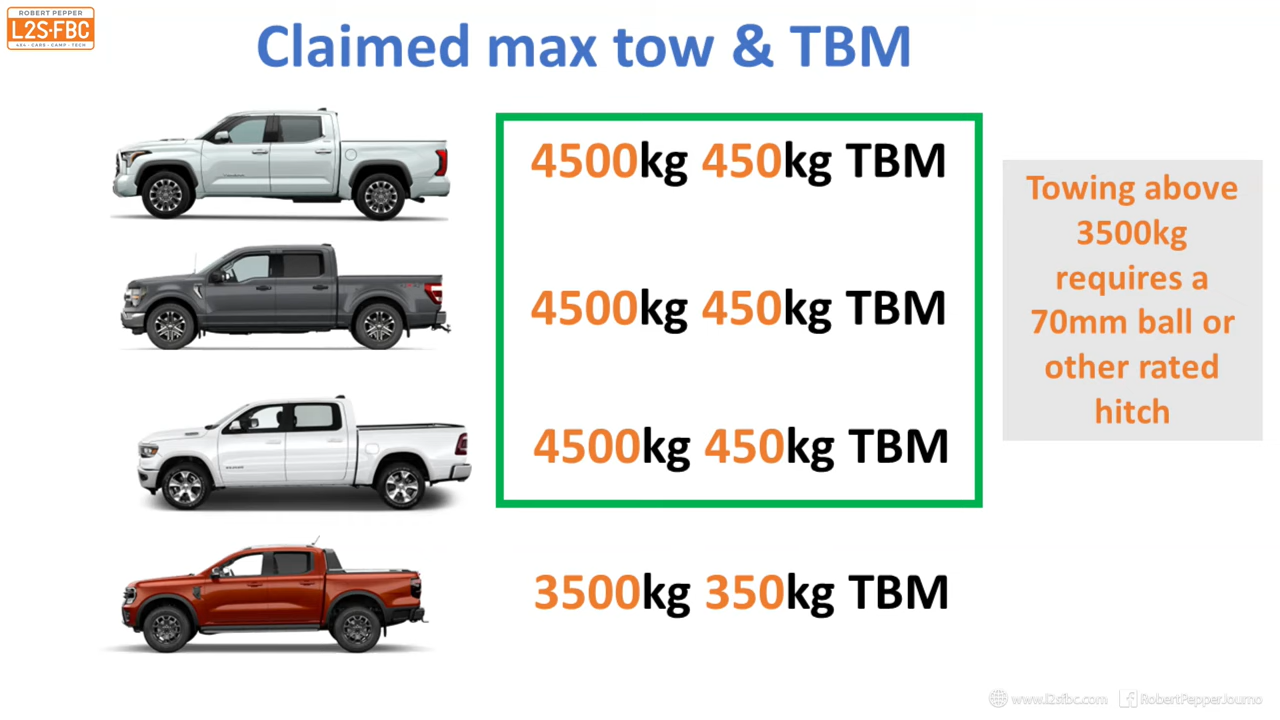 ROBERT PEPPER
L2S·FBC
4X4 · CARS · CAMP · TECH
Claimed max tow & TBM
4500kg 450kg TBM
4500kg 450kg TBM
4500kg 450kg TBM
3500kg 350kg TBM
Towing above
3500kg
requires a
70mm ball or
other rated
hitch
www.l2sfbc.com
RobertPepperJourno